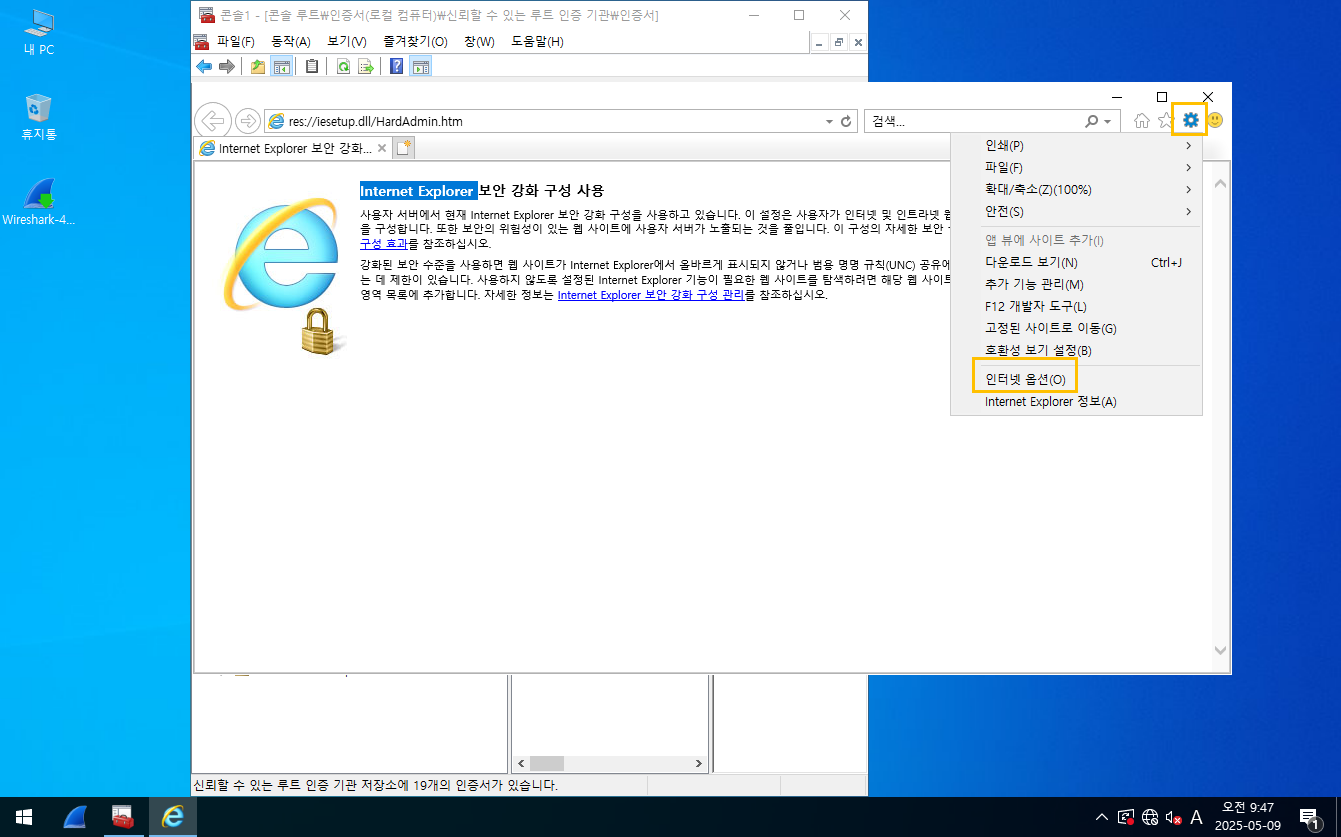 내 PC
휴지통
Wireshark-4...
콘솔1 - [콘솔 루트₩인증서(로컬 컴퓨터)₩신뢰할 수 있는 루트 인증 기관₩인증서]
파일(F) 동작(A) 보기(V) 즐겨찾기(O) 창(W) 도움말(H)
res://iesetup.dll/HardAdmin.htm
검색...
Internet Explorer 보안 강화...
Internet Explorer 보안 강화 구성 사용
사용자 서버에서 현재 Internet Explorer 보안 강화 구성을 사용하고 있습니다. 이 설정은 사용자가 인터넷 및 인트라넷 웹
을 구성합니다. 또한 보안의 위험성이 있는 웹 사이트에 사용자 서버가 노출되는 것을 줄입니다. 이 구성의 자세한 보안
구성 효과를 참조하십시오.
강화된 보안 수준을 사용하면 웹 사이트가 Internet Explorer에서 올바르게 표시되지 않거나 범용 명명 규칙(UNC) 공유에
는 데 제한이 있습니다. 사용하지 않도록 설정된 Internet Explorer 기능이 필요한 웹 사이트를 탐색하려면 해당 웹 사이트
영역 목록에 추가합니다. 자세한 정보는 Internet Explorer 보안 강화 구성 관리를 참조하십시오.
인쇄(P)
파일(F)
확대/축소(Z)(100%)
안전(S)
앱 뷰에 사이트 추가(I)
다운로드 보기(N) Ctrl+J
추가 기능 관리(M)
F12 개발자 도구(L)
고정된 사이트로 이동(G)
호환성 보기 설정(B)
인터넷 옵션(O)
Internet Explorer 정보(A)
신뢰할 수 있는 루트 인증 기관 저장소에 19개의 인증서가 있습니다.
A
오전 9:47
2025-05-09
1